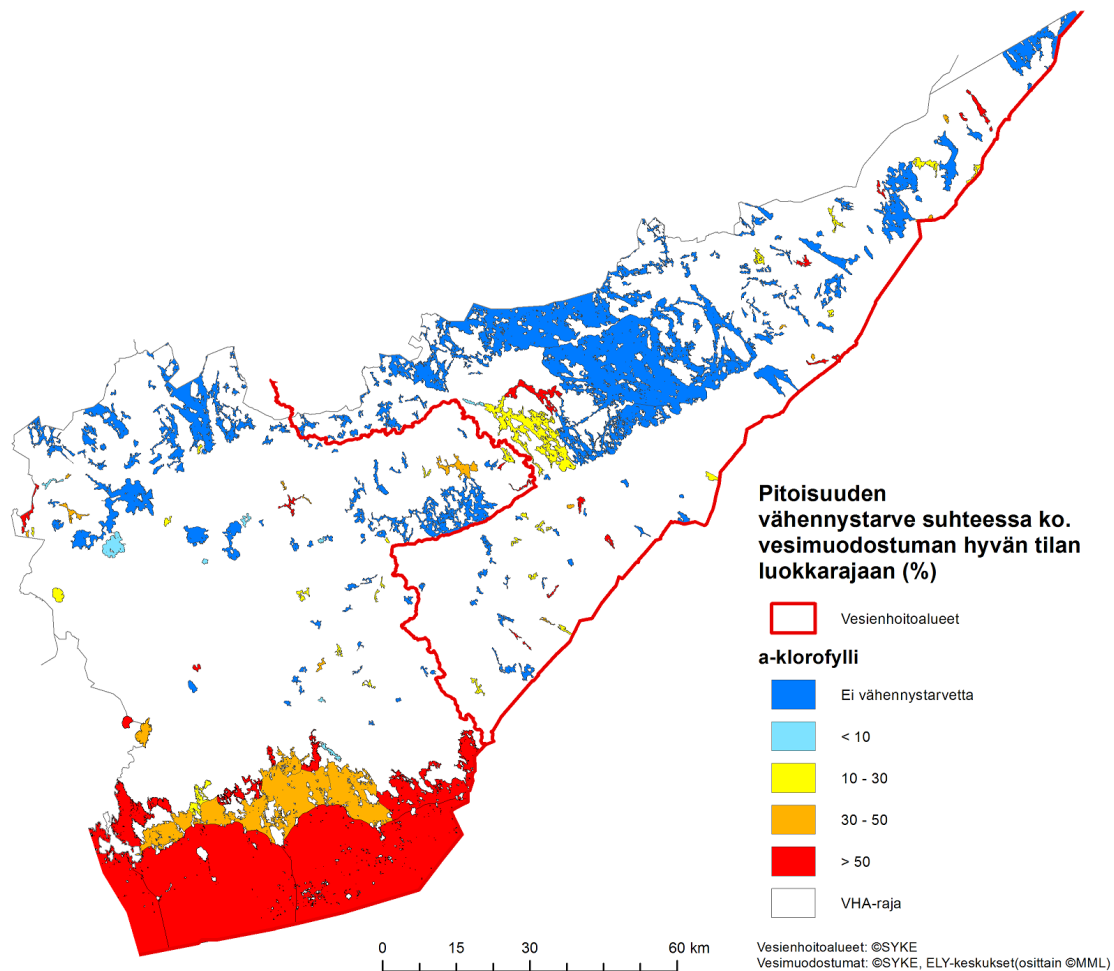 Pitoisuuden
vähennystarve suhteessa ko.
vesimuodostuman hyvän tilan
luokkarajaan (%)
Vesienhoitoalueet
a-klorofylli
Ei vähennystarvetta
< 10
10 - 30
30 - 50
> 50
VHA-raja
0 15 30 60 km
Vesienhoitoalueet: ©SYKE
Vesimuodostumat: ©SYKE, ELY-keskukset(osittain ©MML)